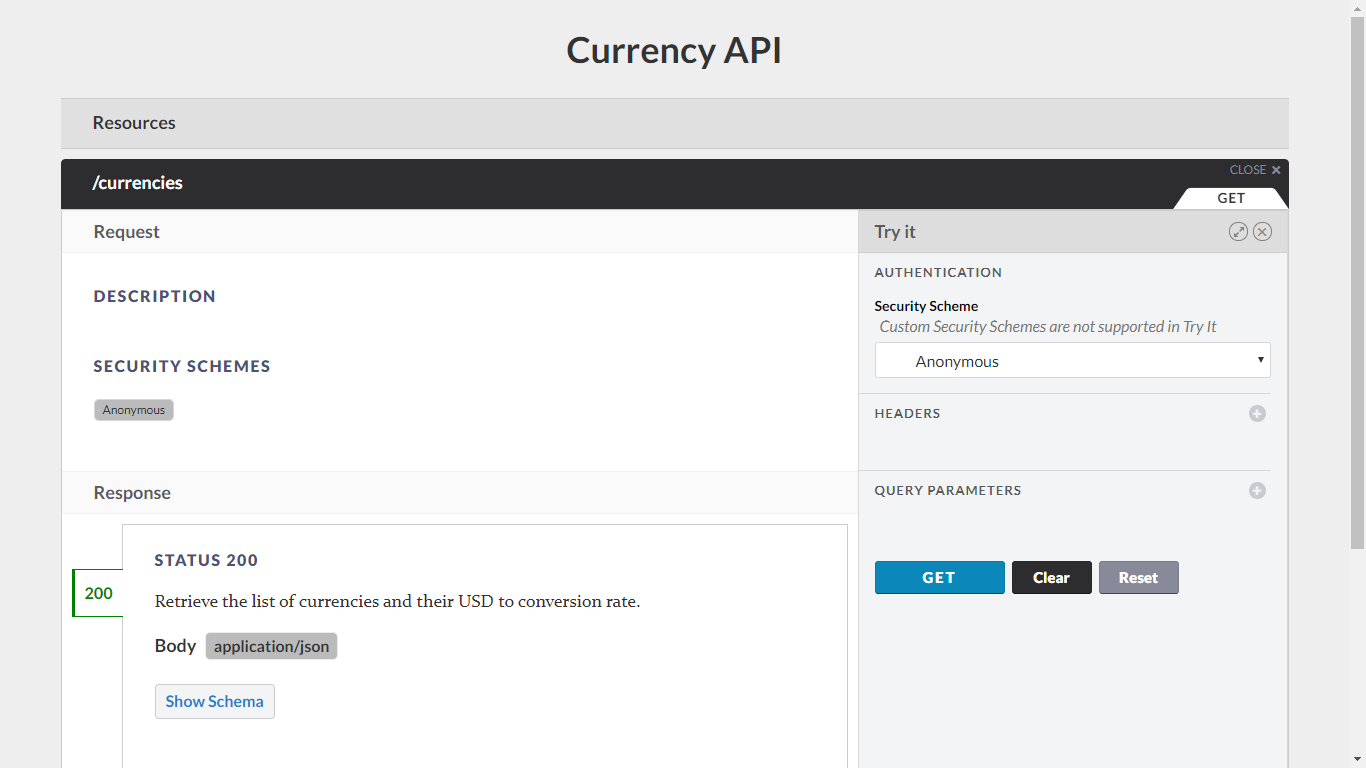 Currency API
Resources
/currencies
CLOSE ×
GET
Request
DESCRIPTION
SECURITY SCHEMES
Anonymous
Response
200
STATUS 200
Retrieve the list of currencies and their USD to conversion rate.
Body application/json
Show Schema
Try it
AUTHENTICATION
Security Scheme
Custom Security Schemes are not supported in Try It
Anonymous
HEADERS
QUERY PARAMETERS
GET Clear Reset